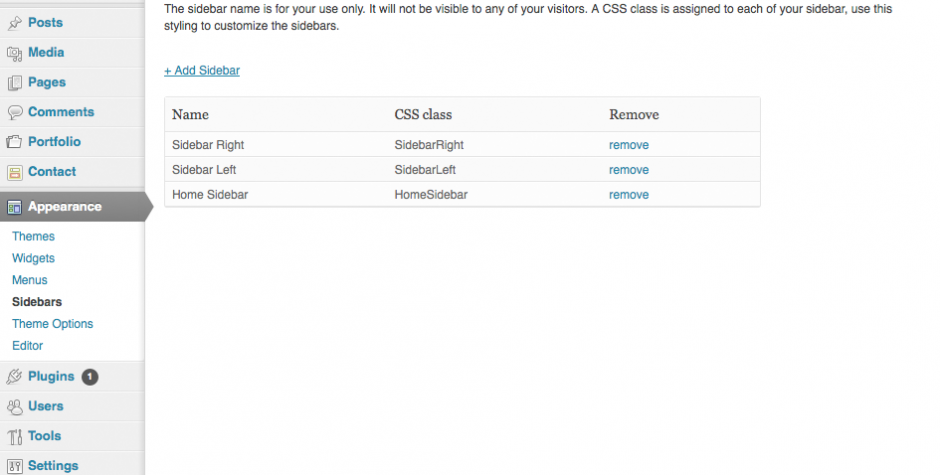 Posts
Media
Pages
Comments
Portfolio
Contact
Appearance
Themes
Widgets
Menus
Sidebars
Theme Options
Editor
Plugins 1
Users
Tools
Settings
The sidebar name is for your use only. It will not be visible to any of your visitors. A CSS class is assigned to each of your sidebar, use this
styling to customize the sidebars.
+ Add Sidebar
Name CSS class Remove
Sidebar Right SidebarRight remove
Sidebar Left SidebarLeft remove
Home Sidebar HomeSidebar remove